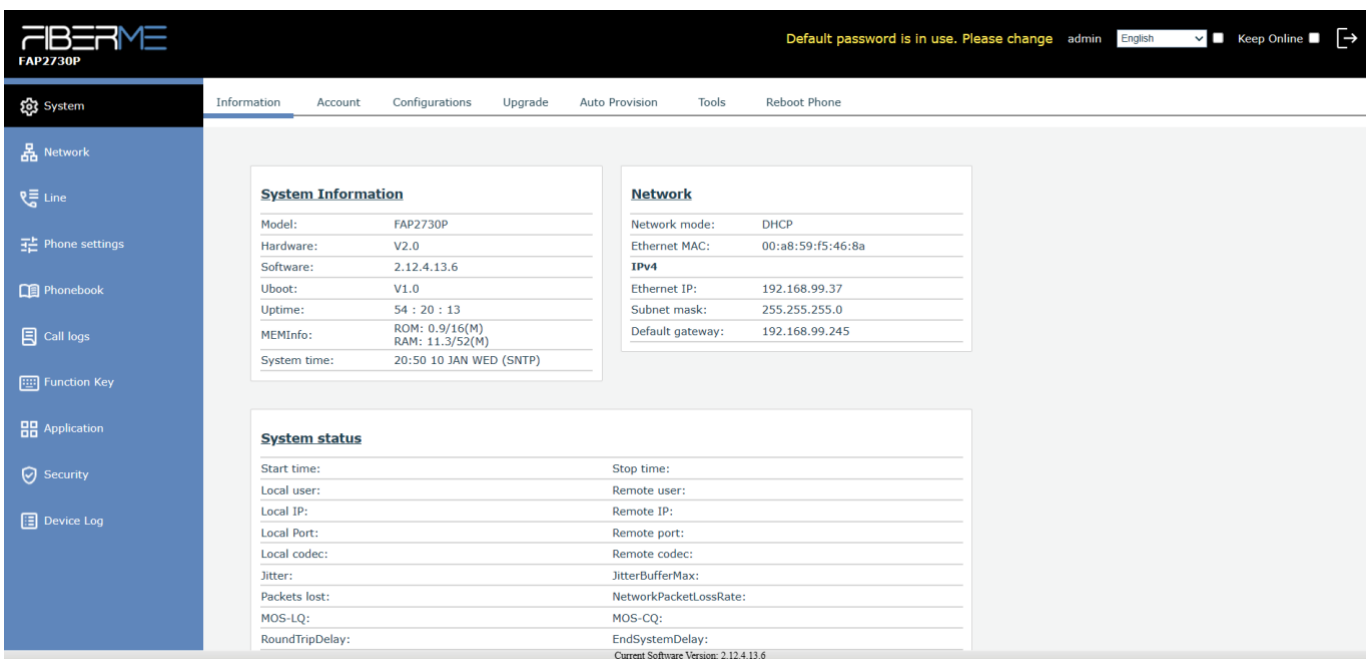 FIBERME
FAP2730P
Default password is in use. Please change admin English Keep Online
System
Network
Line
Phone settings
Phonebook
Call logs
Function Key
Application
Security
Device Log
Information Account Configurations Upgrade Auto Provision Tools Reboot Phone
System Information
Model: FAP2730P
Hardware: V2.0
Software: 2.12.4.13.6
Uboot: V1.0
Uptime: 54 : 20 : 13
MEMInfo: ROM: 0.9/16(M)
RAM: 11.3/52(M)
System time: 20:50 10 JAN WED (SNTP)
Network
Network mode: DHCP
Ethernet MAC: 00:a8:59:f5:46:8a
IPv4
Ethernet IP: 192.168.99.37
Subnet mask: 255.255.255.0
Default gateway: 192.168.99.245
System status
Start time: Stop time:
Local user: Remote user:
Local IP: Remote IP:
Local Port: Remote port:
Local codec: Remote codec:
Jitter: JitterBufferMax:
Packets lost: NetworkPacketLossRate:
MOS-LQ: MOS-CQ:
RoundTripDelay: EndSystemDelay:
Current Software Version: 2.12.4.13.6